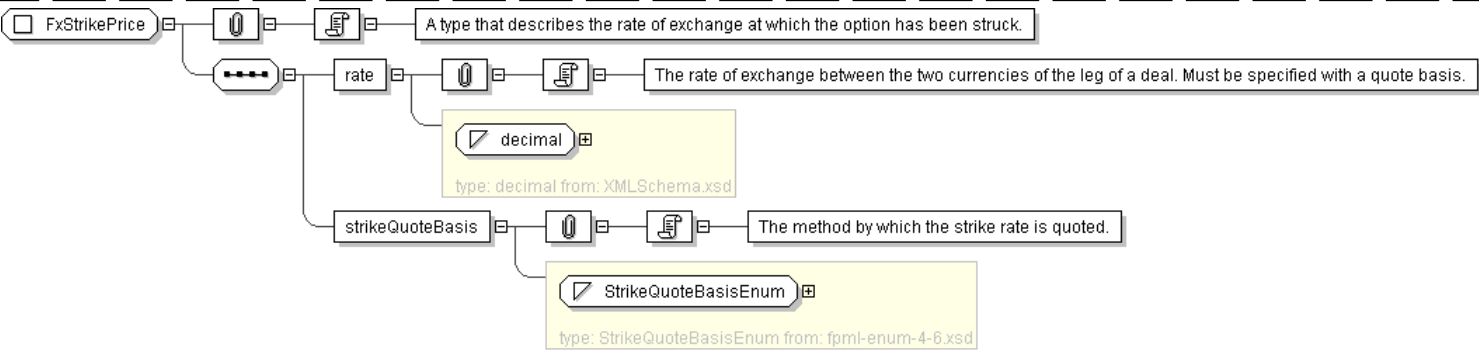 FxStrikePrice
A type that describes the rate of exchange at which the option has been struck.
rate
The rate of exchange between the two currencies of the leg of a deal. Must be specified with a quote basis.
decimal
type: decimal from: XMLSchema.xsd
strikeQuoteBasis
The method by which the strike rate is quoted.
StrikeQuoteBasisEnum
type: StrikeQuoteBasisEnum from: fpml-enum-4-6.xsd